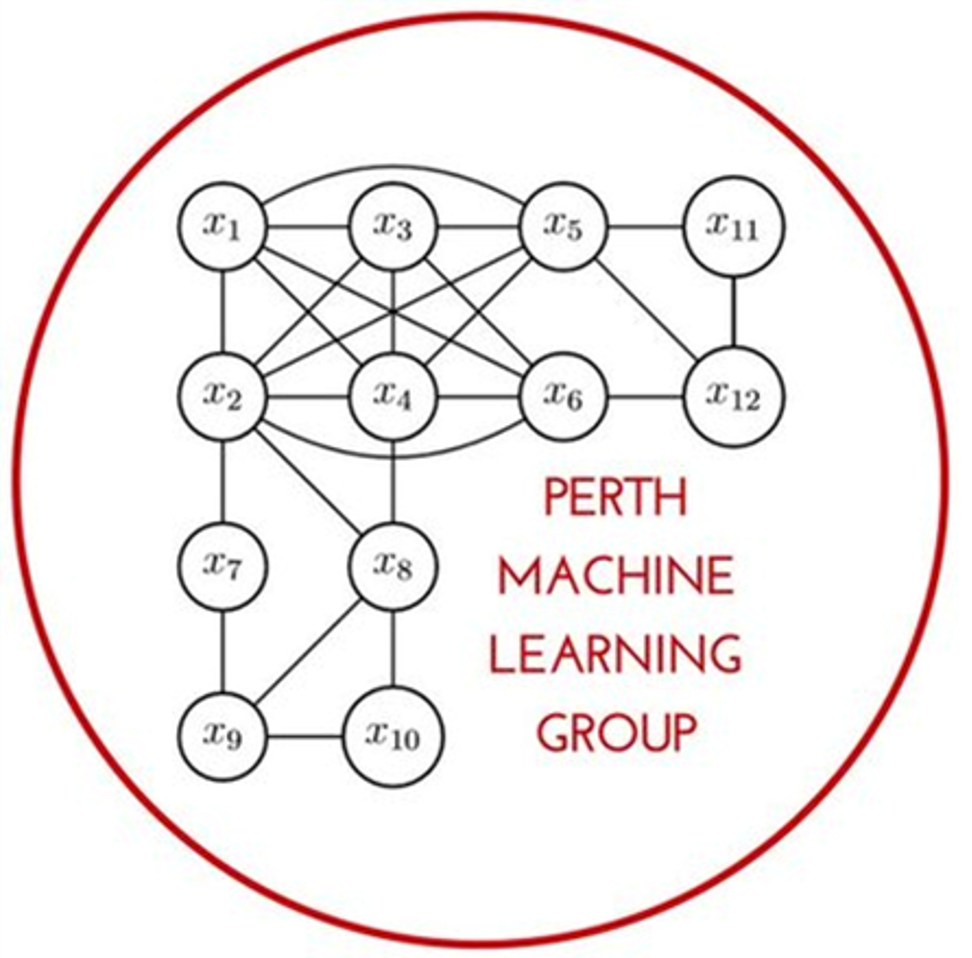 x1 x3 x5 x11
x2 x4 x6 x12
x7 x8
x9 x10
PERTH
MACHINE
LEARNING
GROUP